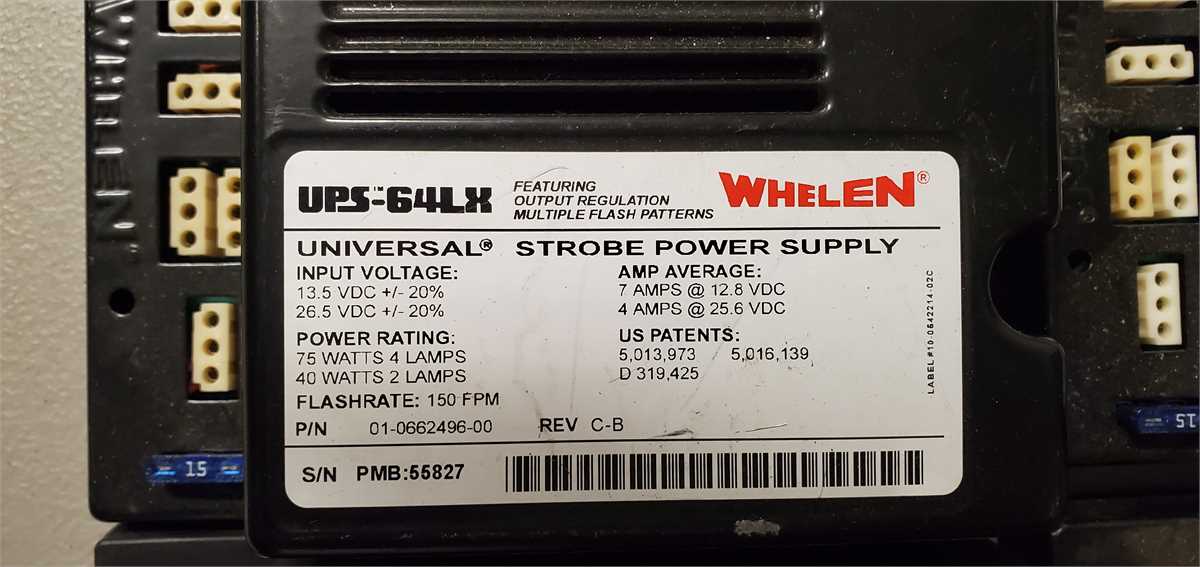 UPS™-64LX
FEATURING
OUTPUT REGULATION
MULTIPLE FLASH PATTERNS
WHELEN®
UNIVERSAL® STROBE POWER SUPPLY
INPUT VOLTAGE:
13.5 VDC +/- 20%
26.5 VDC +/- 20%
AMP AVERAGE:
7 AMPS @ 12.8 VDC
4 AMPS @ 25.6 VDC
POWER RATING:
75 WATTS 4 LAMPS
40 WATTS 2 LAMPS
US PATENTS:
5,013,973 5,016,139
D 319,425
FLASHRATE: 150 FPM
P/N 01-0662496-00 REV C-B
S/N PMB:55827
LABEL #10-0542214-02C
15
15